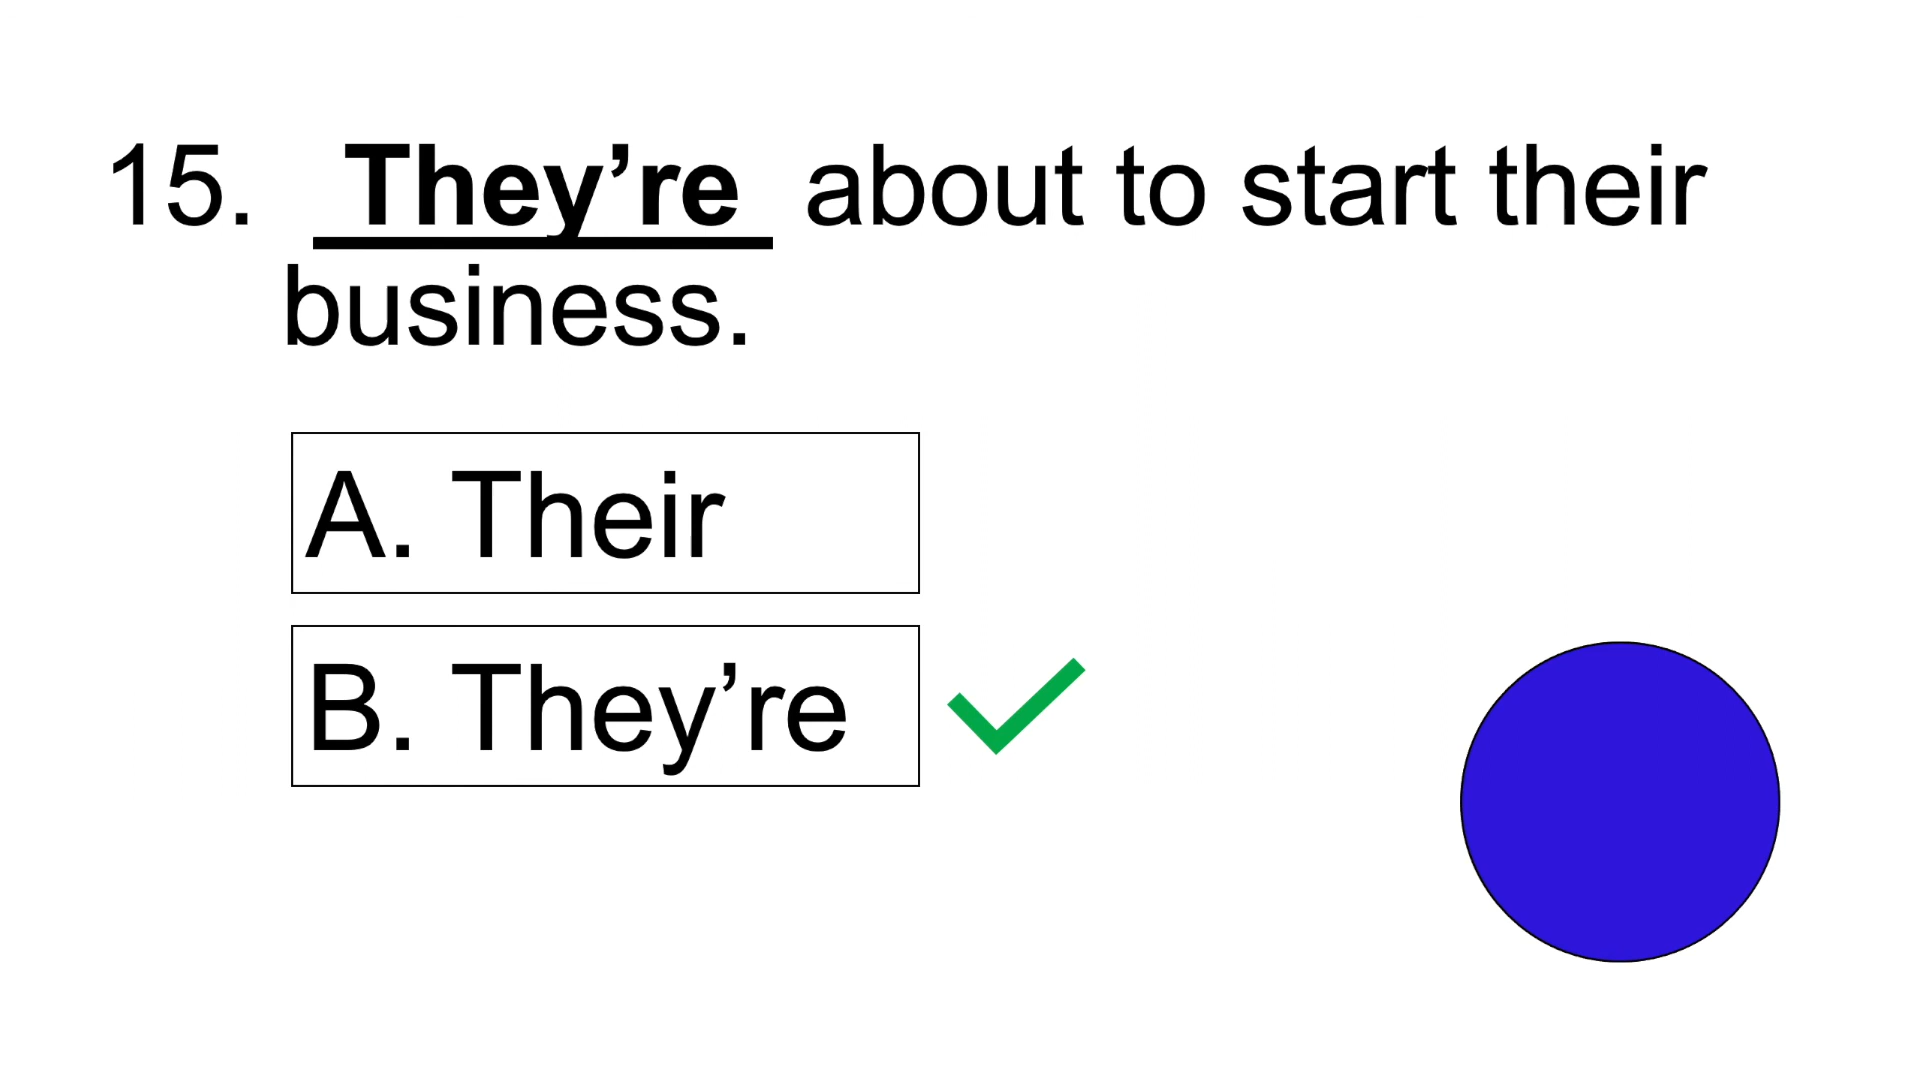 15. They’re about to start their
business.
A. Their
B. They’re